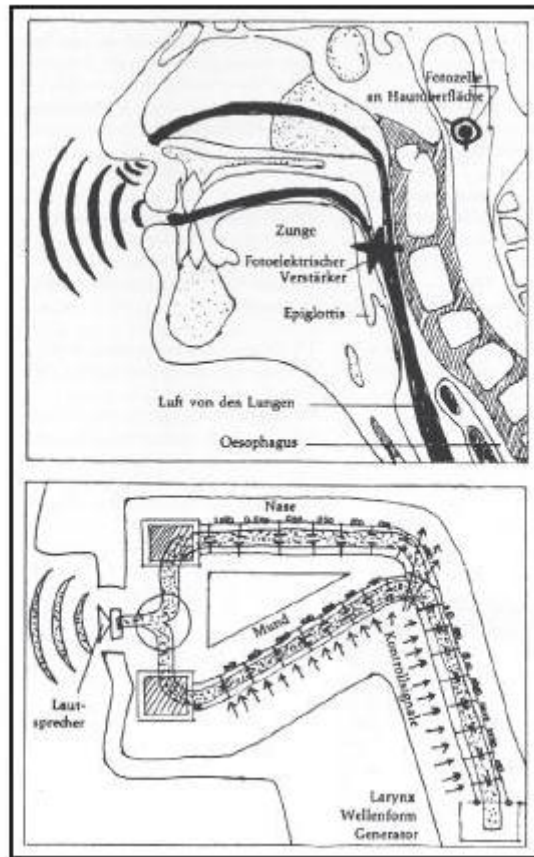 Fotozelle
an Hautoberfläche
Zunge
Fotoelektrischer
Verstärker
Epiglottis
Luft von den Lungen
Oesophagus
Nase
Mund
Kontrollsignale
Laut-
sprecher
Larynx
Wellenform
Generator